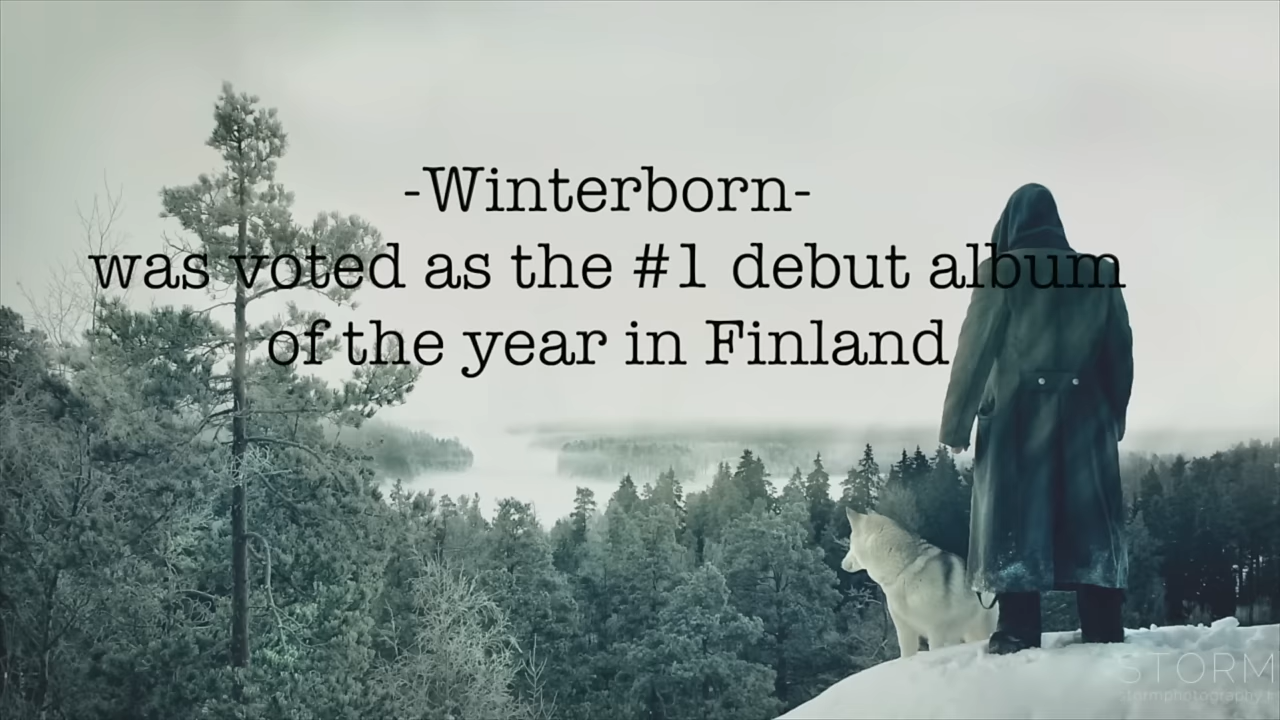 -Winterborn-
was voted as the #1 debut album
of the year in Finland
STORM